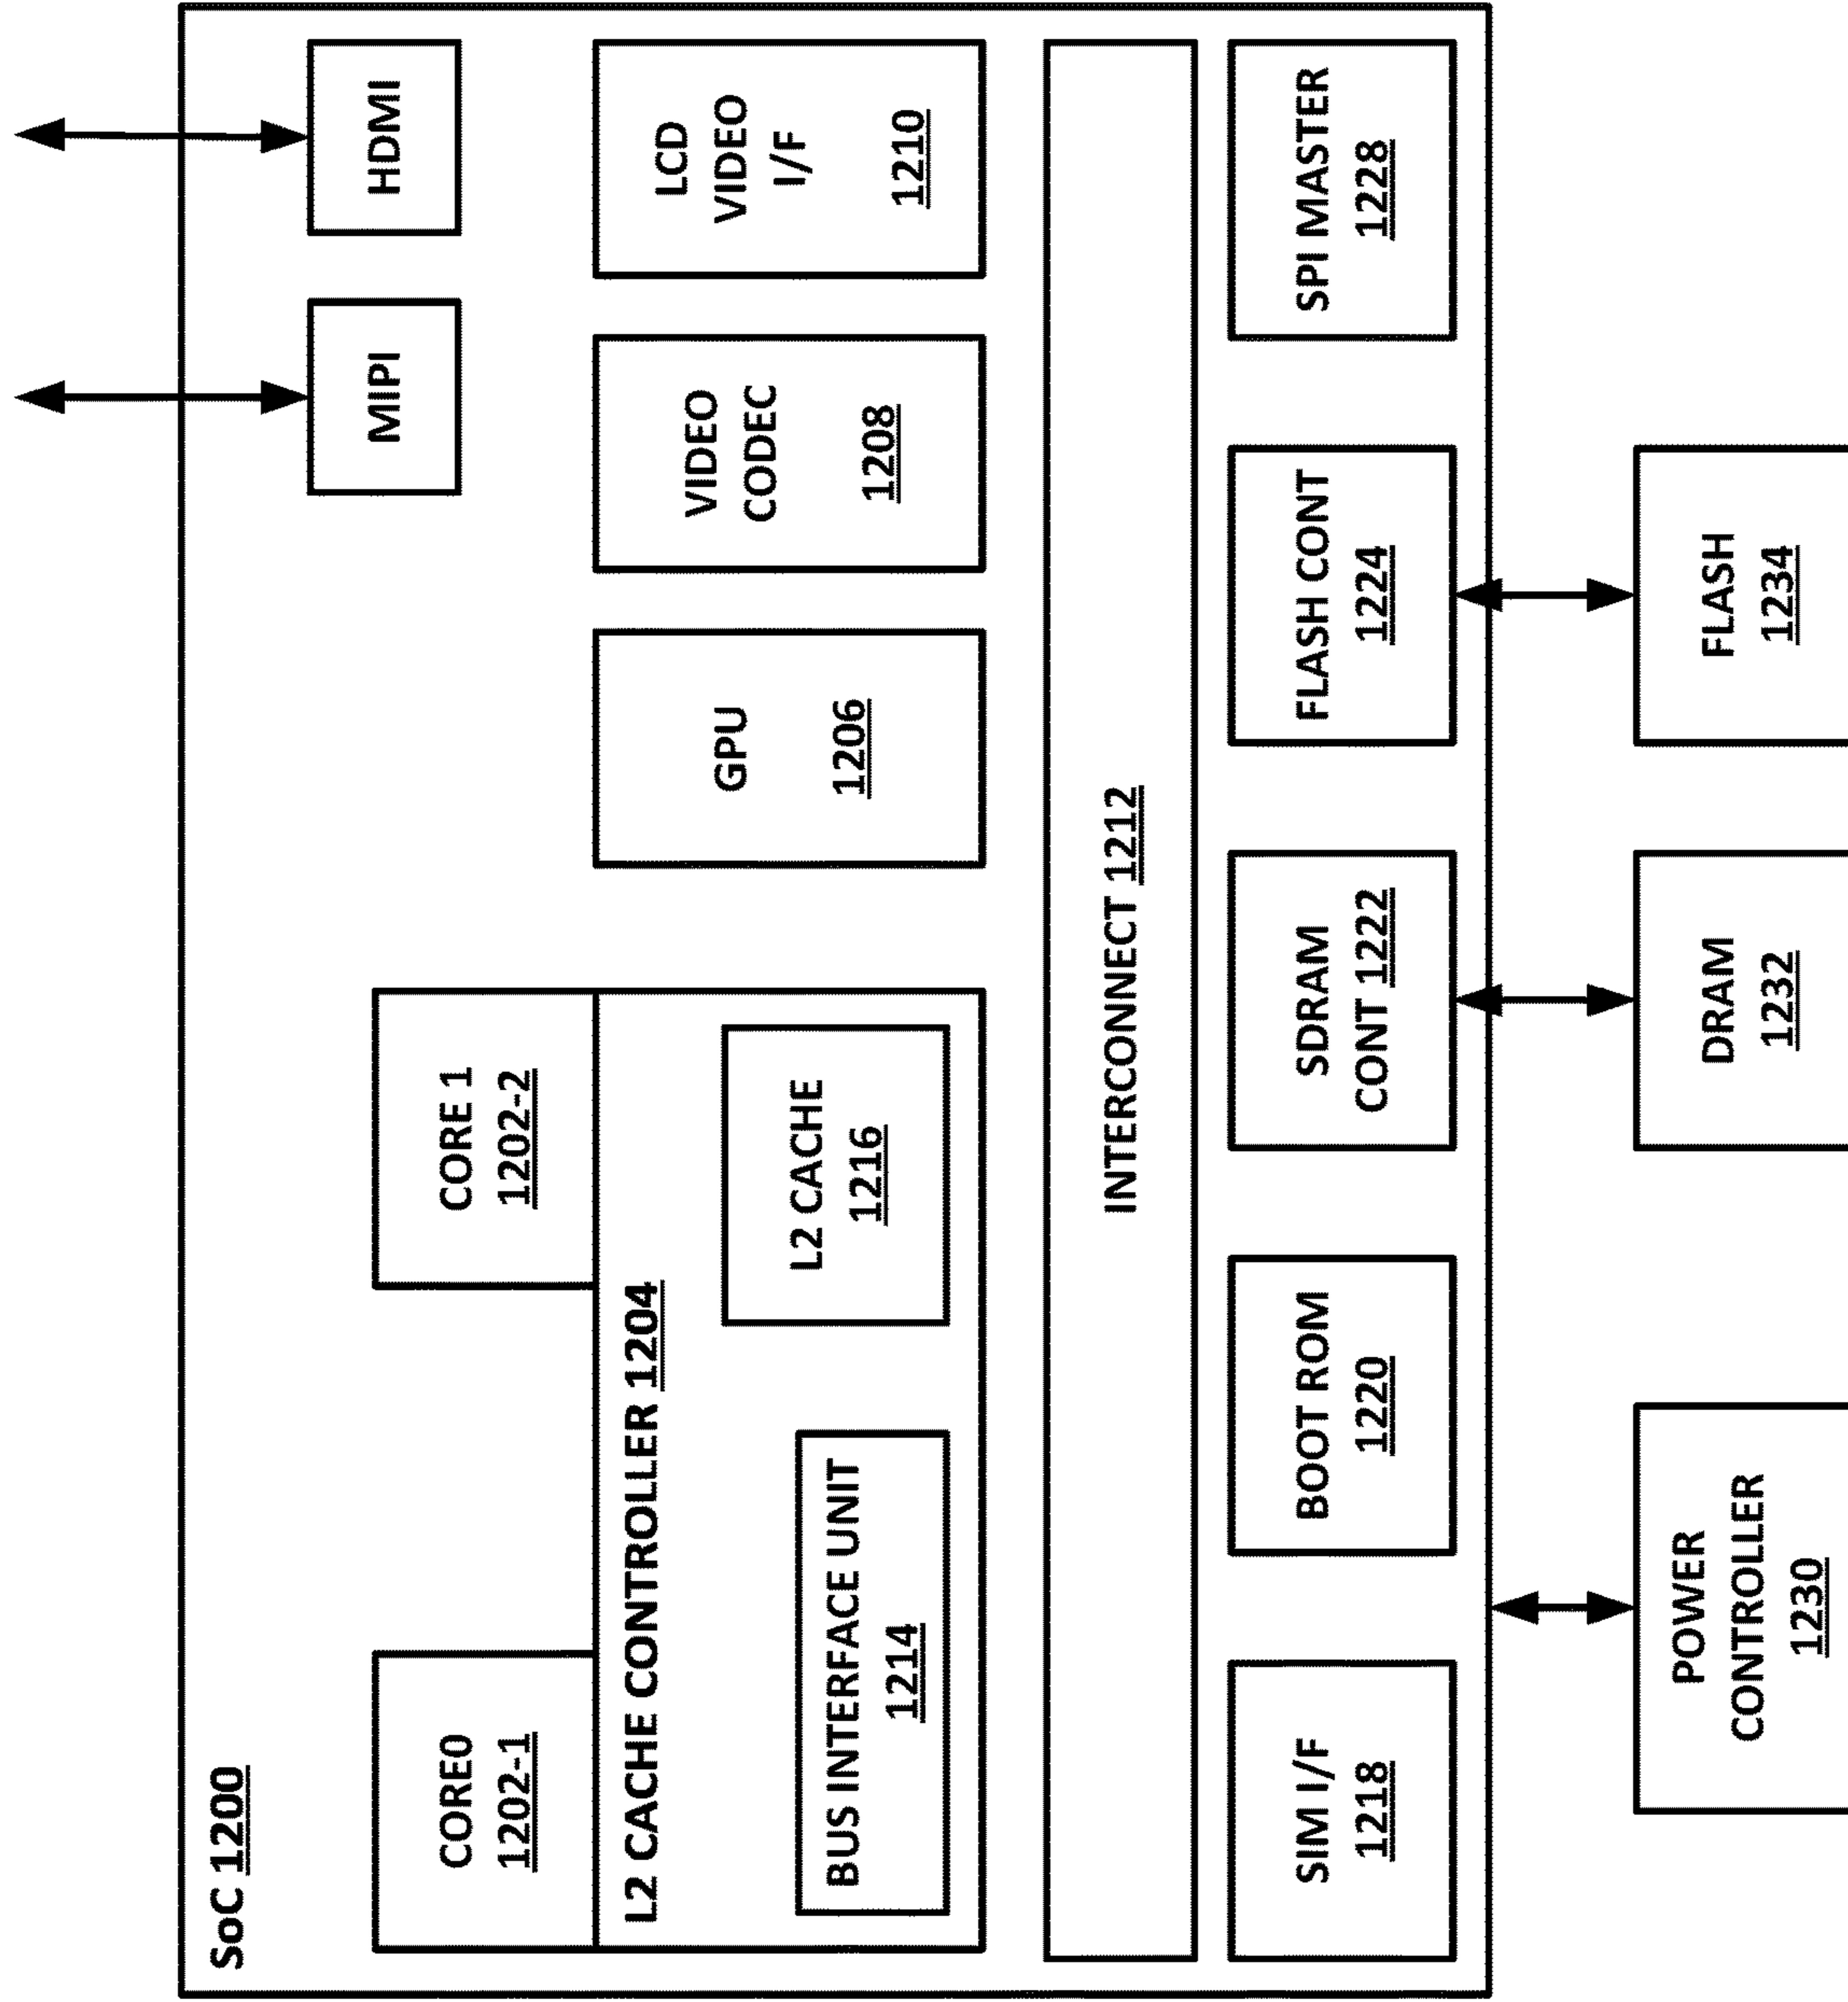 SoC 1200
MIPI
HDMI
CORE0
1202-1
CORE 1
1202-2
L2 CACHE CONTROLLER 1204
BUS INTERFACE UNIT
1214
L2 CACHE
1216
GPU
1206
VIDEO
CODEC
1208
LCD
VIDEO
I/F
1210
INTERCONNECT 1212
SIM I/F
1218
BOOT ROM
1220
SDRAM
CONT 1222
FLASH CONT
1224
SPI MASTER
1228
POWER
CONTROLLER
1230
DRAM
1232
FLASH
1234